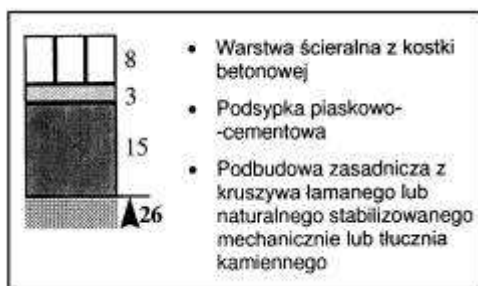 8
3
15
26
• Warstwa ścieralna z kostki
betonowej
• Podsypka piaskowo-
-cementowa
• Podbudowa zasadnicza z
kruszywa łamanego lub
naturalnego stabilizowanego
mechanicznie lub tłucznia
kamiennego